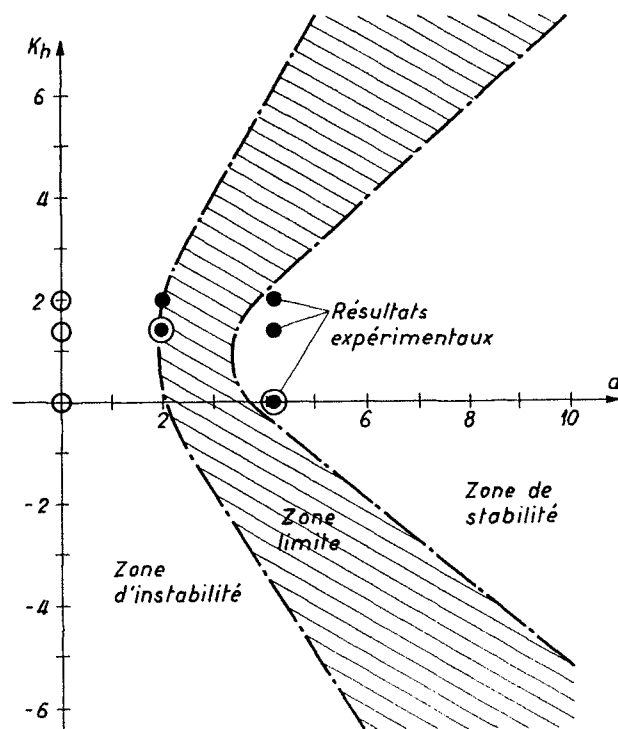 K_h
6
4
2
Résultats
expérimentaux
a
2
4
6
8
10
-2
Zone de
stabilité
Zone
limite
Zone
d'instabilité
-4
-6